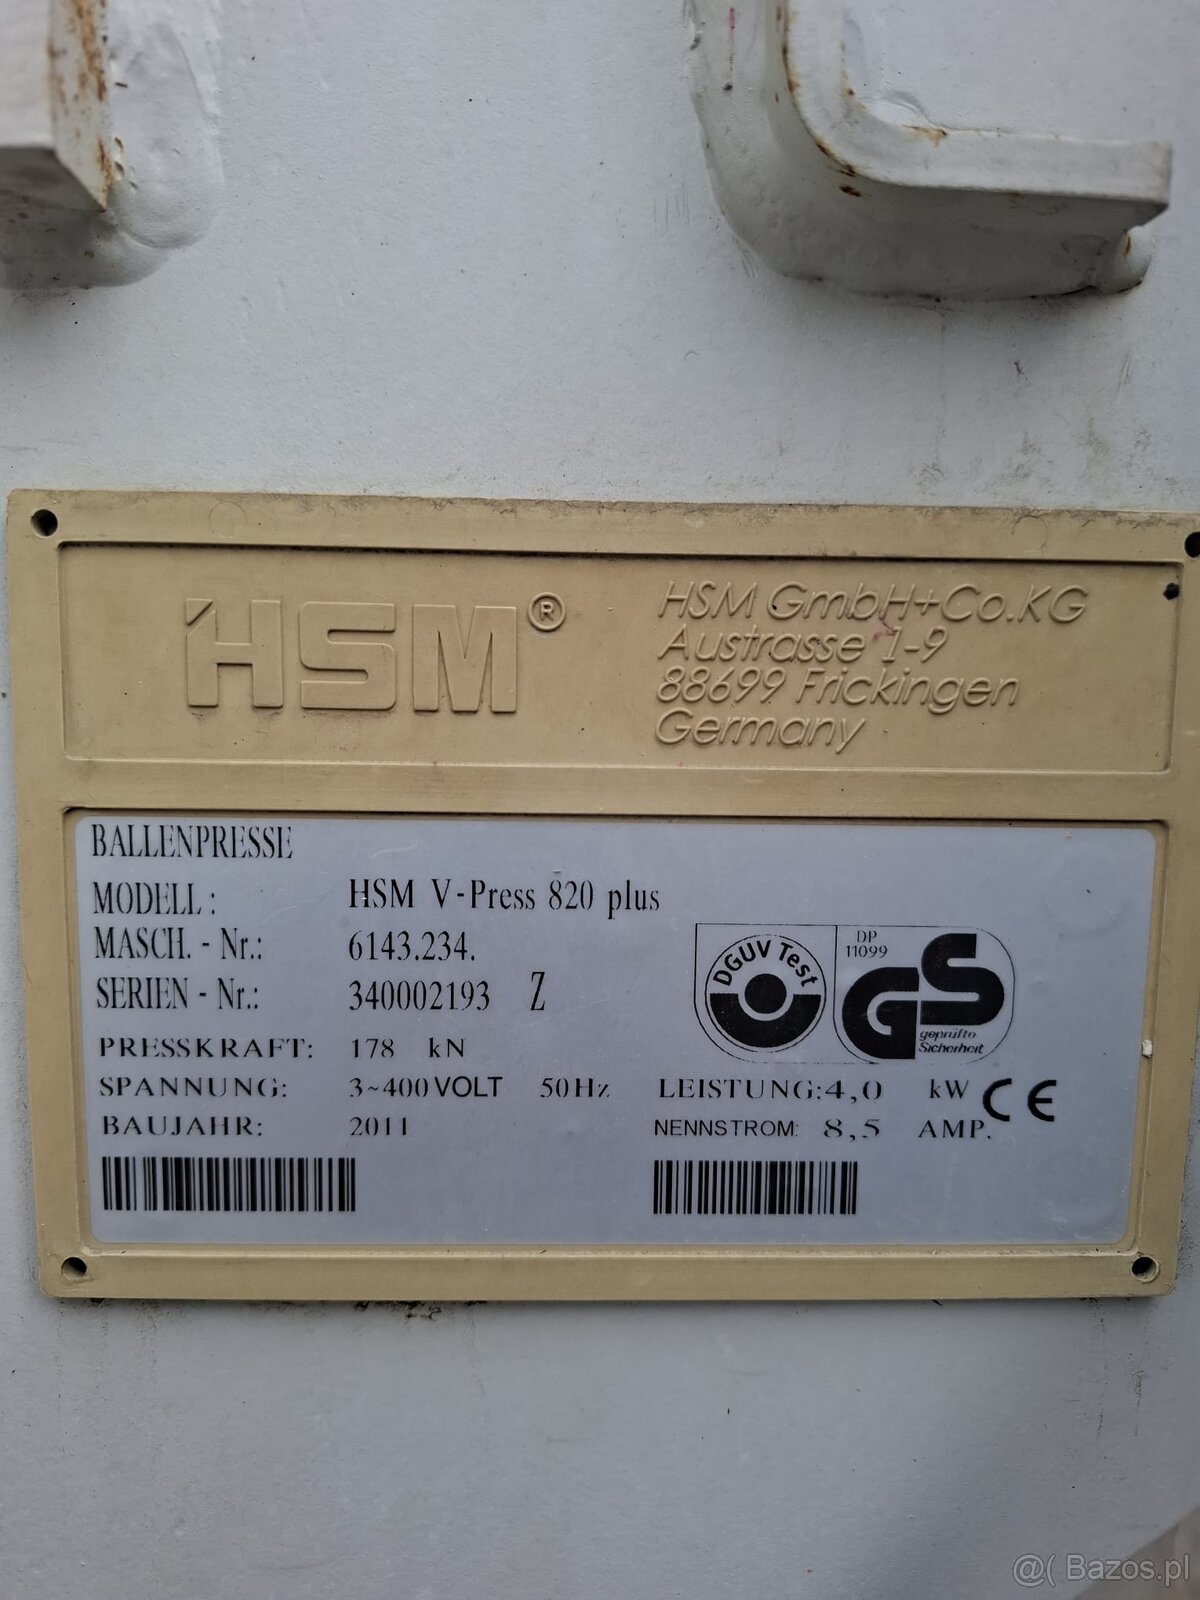 HSM®
HSM GmbH+Co.KG
Austrasse 1-9
88699 Frickingen
Germany
BALLENPRESSE
MODELL: HSM V-Press 820 plus
MASCH. - Nr.: 6143.234.
SERIEN - Nr.: 340002193 Z
PRESSKRAFT: 178 kN
SPANNUNG: 3~400 VOLT 50Hz LEISTUNG: 4,0 kW CE
BAUJAHR: 2011 NENNSTROM: 8,5 AMP.
DGUV Test
DP
11099
GS
geprüfte
Sicherheit
@( Bazos.pl